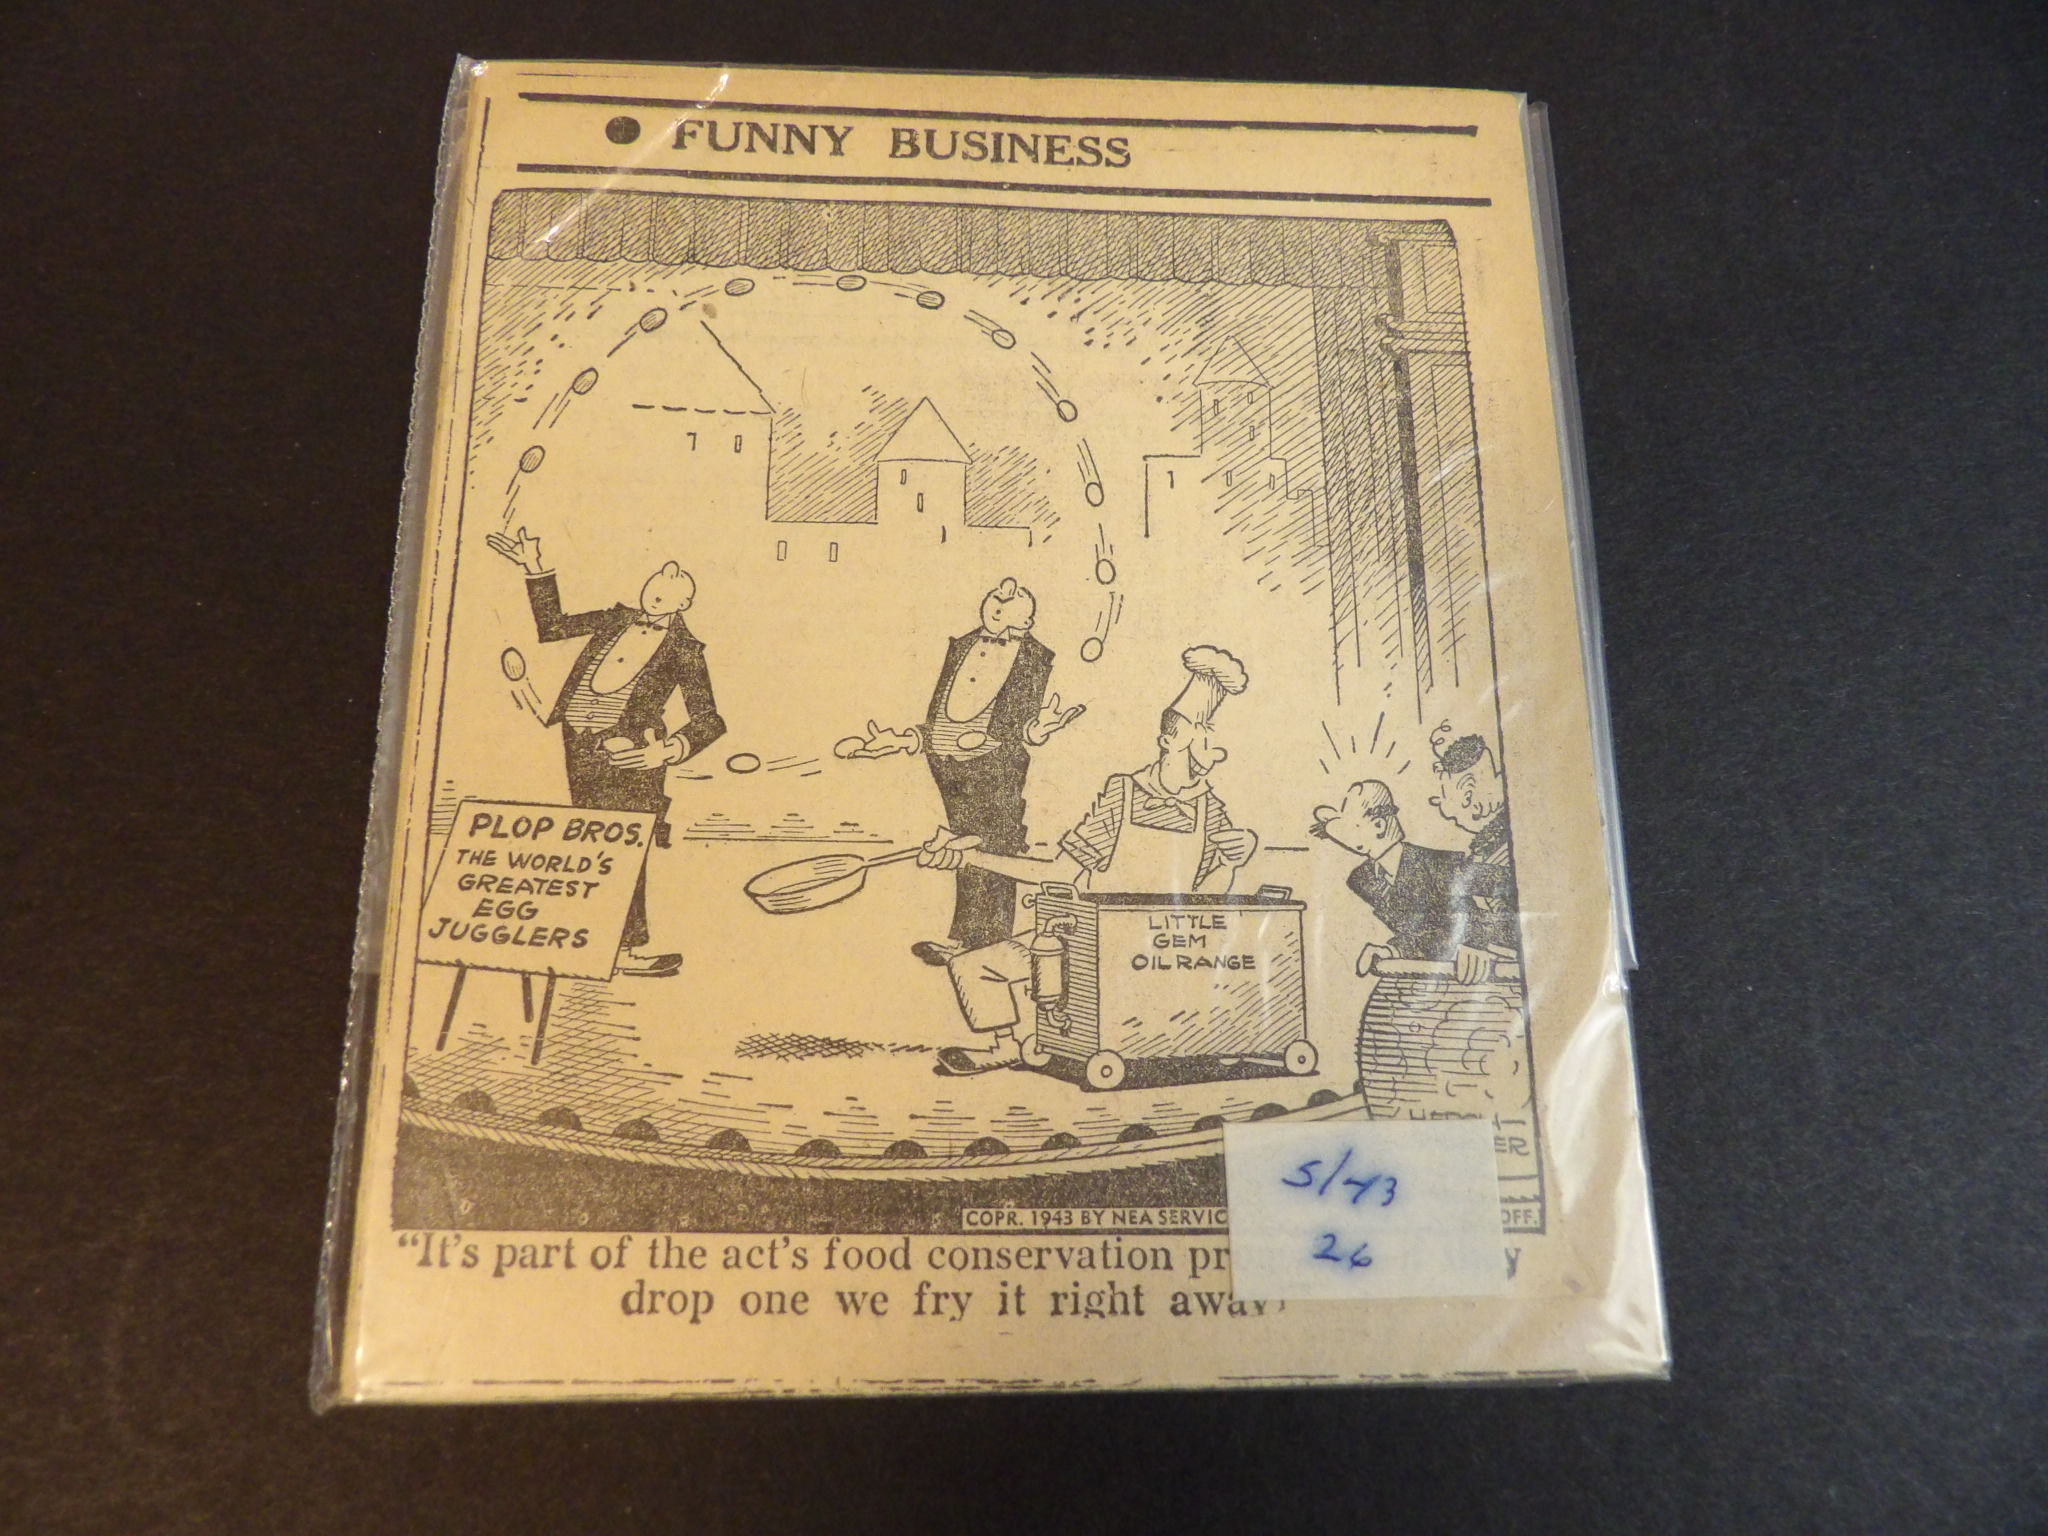 ● FUNNY BUSINESS
PLOP BROS.
THE WORLD'S
GREATEST
EGG
JUGGLERS
LITTLE
GEM
OIL RANGE
5/43
26
COPR. 1943 BY NEA SERVIC
OFF.
"It's part of the act's food conservation pr
drop one we fry it right away